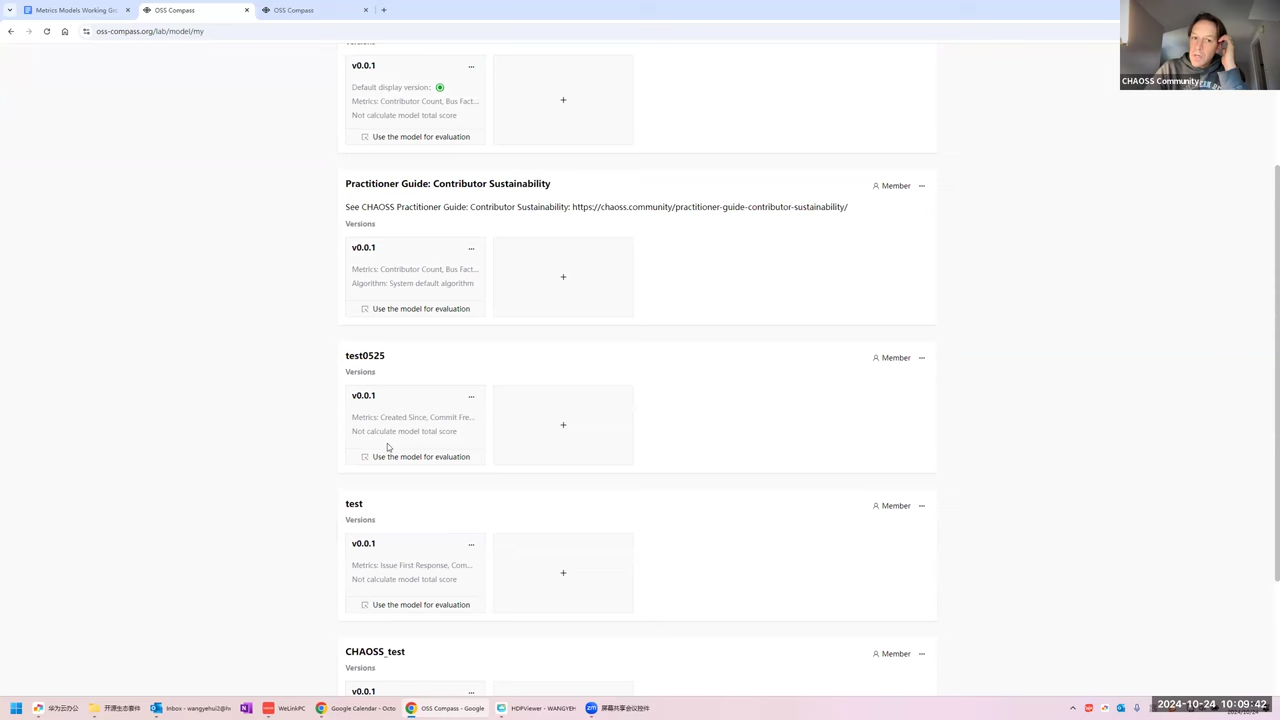 Metrics Models Working Gr
OSS Compass
OSS Compass
oss-compass.org/lab/model/my
CHAOSS Community
v0.0.1
Default display version:
Metrics: Contributor Count, Bus Fact...
Not calculate model total score
Use the model for evaluation
Practitioner Guide: Contributor Sustainability
Member
See CHAOSS Practitioner Guide: Contributor Sustainability: https://chaoss.community/practitioner-guide-contributor-sustainability/
Versions
v0.0.1
Metrics: Contributor Count, Bus Fact...
Algorithm: System default algorithm
Use the model for evaluation
test0525
Member
Versions
v0.0.1
Metrics: Created Since, Commit Fre...
Not calculate model total score
Use the model for evaluation
test
Member
Versions
v0.0.1
Metrics: Issue First Response, Com...
Not calculate model total score
Use the model for evaluation
CHAOSS_test
Member
Versions
v0.0.1
华为云办公
开源生态套件
Inbox - wangyehui2@h
WeLinkPC
Google Calendar - Octo
OSS Compass - Google
HDPViewer - WANGYEH
屏幕共享会议控件
2024-10-24 10:09:42